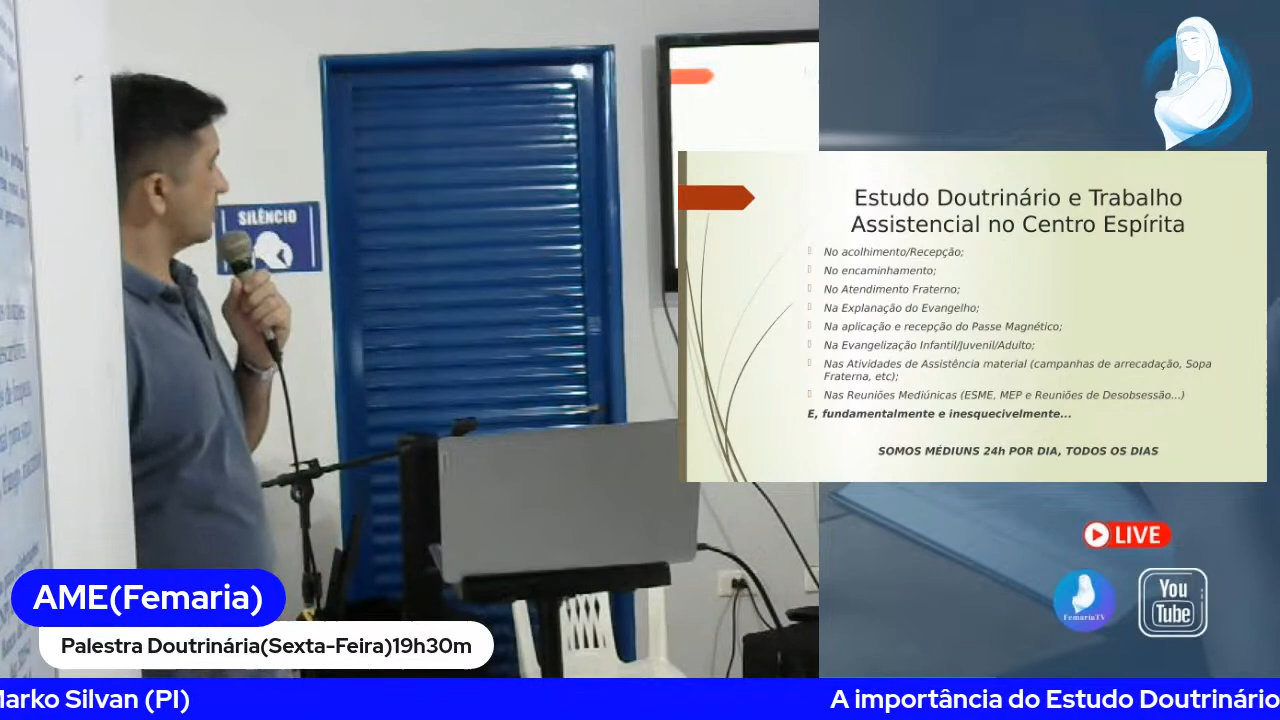 SILÊNCIO
Estudo Doutrinário e Trabalho
Assistencial no Centro Espírita
No acolhimento/Recepção;
No encaminhamento;
No Atendimento Fraterno;
Na Explanação do Evangelho;
Na aplicação e recepção do Passe Magnético;
Na Evangelização Infantil/Juvenil/Adulto;
Nas Atividades de Assistência material (campanhas de arrecadação, Sopa
Fraterna, etc);
Nas Reuniões Mediúnicas (ESME, MEP e Reuniões de Desobsessão...)
E, fundamentalmente e inesquecivelmente...
SOMOS MÉDIUNS 24h POR DIA, TODOS OS DIAS
LIVE
FemariaTV
You
Tube
AME(Femaria)
Palestra Doutrinária(Sexta-Feira)19h30m
Marko Silvan (PI)
A importância do Estudo Doutrinário